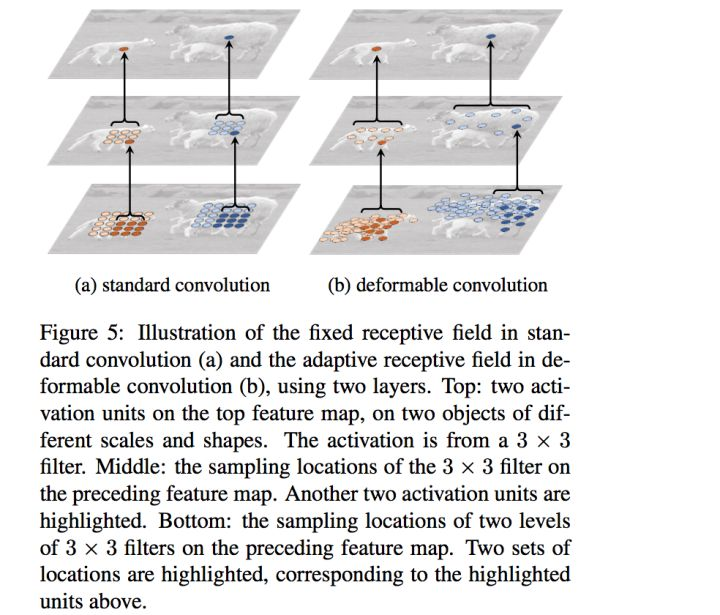 (a) standard convolution
(b) deformable convolution
Figure 5: Illustration of the fixed receptive field in stan-
dard convolution (a) and the adaptive receptive field in de-
formable convolution (b), using two layers. Top: two acti-
vation units on the top feature map, on two objects of dif-
ferent scales and shapes. The activation is from a 3 × 3
filter. Middle: the sampling locations of the 3 × 3 filter on
the preceding feature map. Another two activation units are
highlighted. Bottom: the sampling locations of two levels
of 3 × 3 filters on the preceding feature map. Two sets of
locations are highlighted, corresponding to the highlighted
units above.